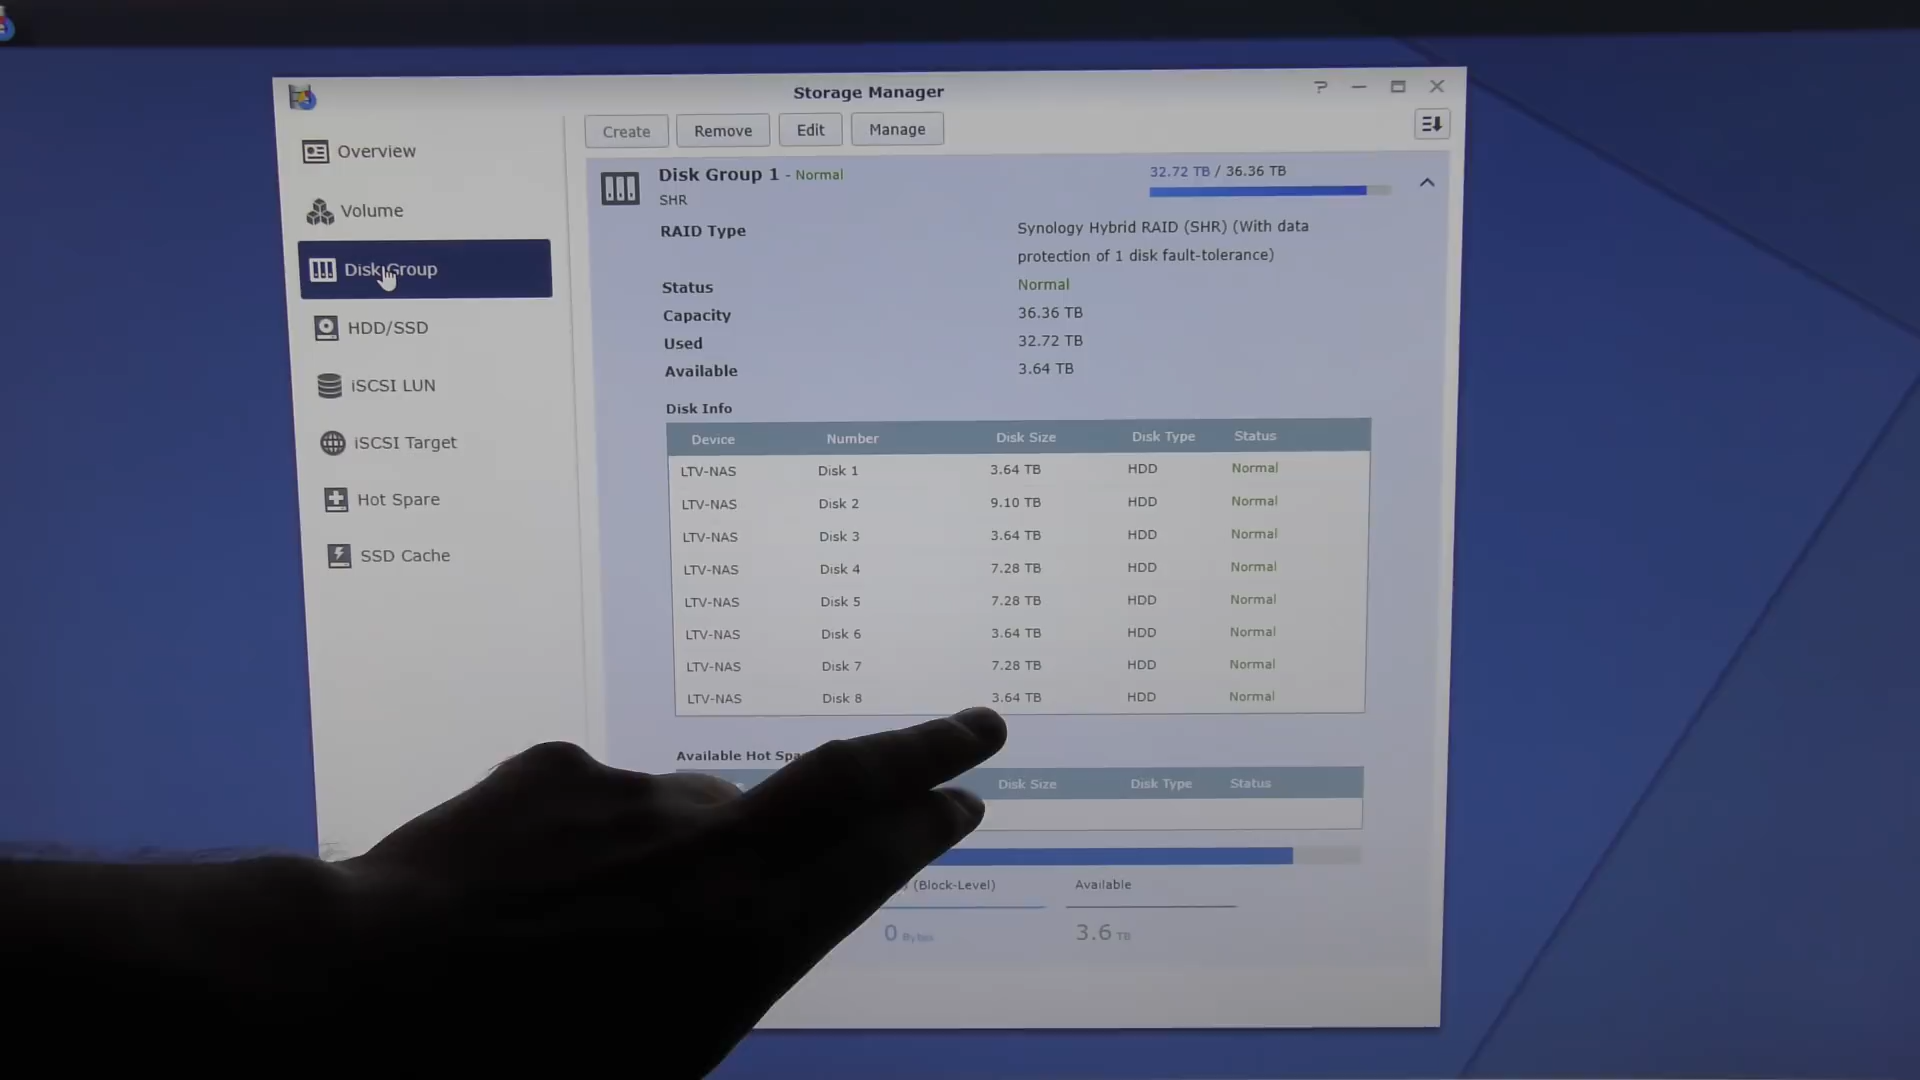 Storage Manager
?
Overview
Volume
Disk Group
HDD/SSD
iSCSI LUN
iSCSI Target
Hot Spare
SSD Cache
Create Remove Edit Manage
Disk Group 1 - Normal
32.72 TB / 36.36 TB
SHR
RAID Type Synology Hybrid RAID (SHR) (With data
protection of 1 disk fault-tolerance)
Status Normal
Capacity 36.36 TB
Used 32.72 TB
Available 3.64 TB
Disk Info
Device Number Disk Size Disk Type Status
LTV-NAS Disk 1 3.64 TB HDD Normal
LTV-NAS Disk 2 9.10 TB HDD Normal
LTV-NAS Disk 3 3.64 TB HDD Normal
LTV-NAS Disk 4 7.28 TB HDD Normal
LTV-NAS Disk 5 7.28 TB HDD Normal
LTV-NAS Disk 6 3.64 TB HDD Normal
LTV-NAS Disk 7 7.28 TB HDD Normal
LTV-NAS Disk 8 3.64 TB HDD Normal
Available Hot
Disk Size Disk Type Status
(Block-Level) Available
0 Bytes 3.6 TB